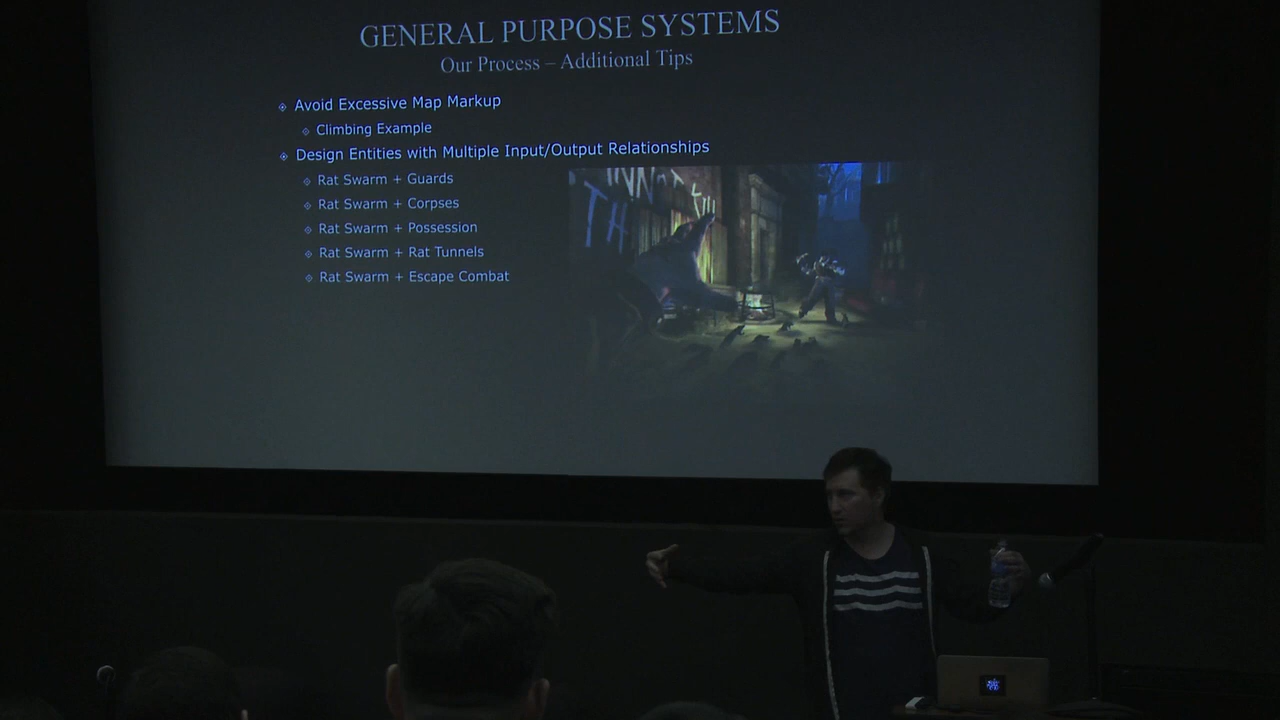 GENERAL PURPOSE SYSTEMS
Our Process – Additional Tips
Avoid Excessive Map Markup
Climbing Example
Design Entities with Multiple Input/Output Relationships
Rat Swarm + Guards
Rat Swarm + Corpses
Rat Swarm + Possession
Rat Swarm + Rat Tunnels
Rat Swarm + Escape Combat